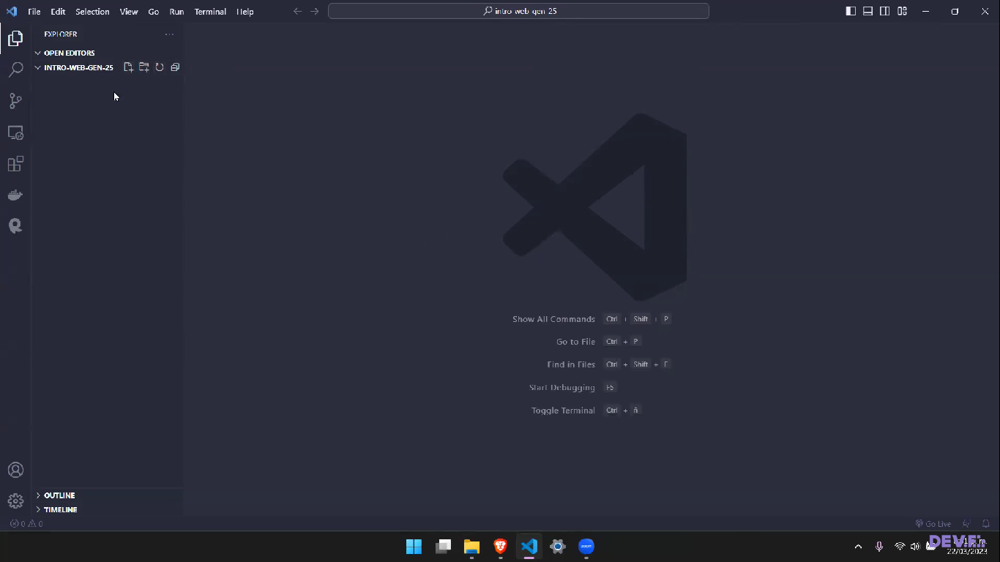 File Edit Selection View Go Run Terminal Help
intro-web-gen-25
EXPLORER
OPEN EDITORS
INTRO-WEB-GEN-25
Show All Commands Ctrl + Shift + P
Go to File Ctrl + P
Find in Files Ctrl + Shift + F
Start Debugging F5
Toggle Terminal Ctrl + ñ
OUTLINE
TIMELINE
0 0
Go Live
zoom
DEV.F.:
22/03/2023